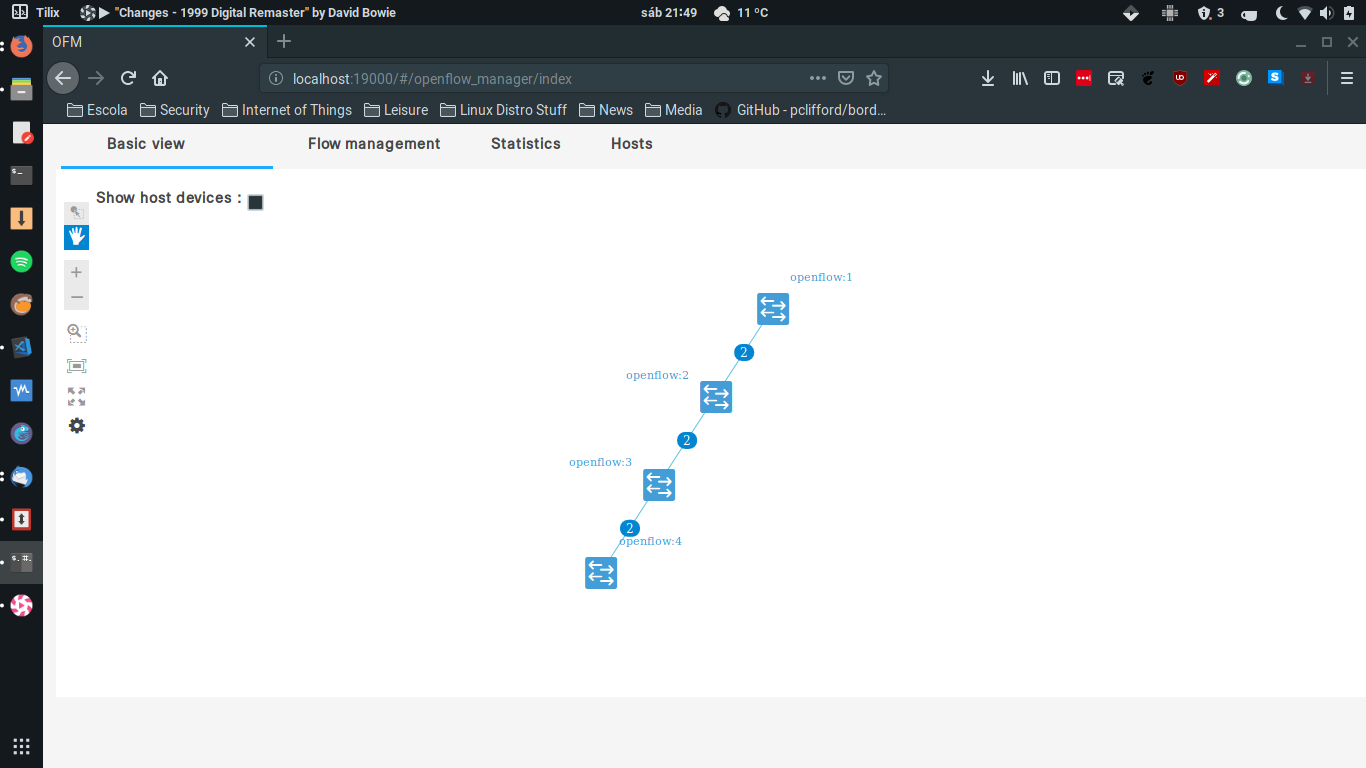 Tilix "Changes - 1999 Digital Remaster" by David Bowie sáb 21:49 11 °C 3
OFM
localhost:19000/#/openflow_manager/index
Escola Security Internet of Things Leisure Linux Distro Stuff News Media GitHub - pclifford/bord...
Basic view Flow management Statistics Hosts
Show host devices :
openflow:1
2
openflow:2
2
openflow:3
2
openflow:4